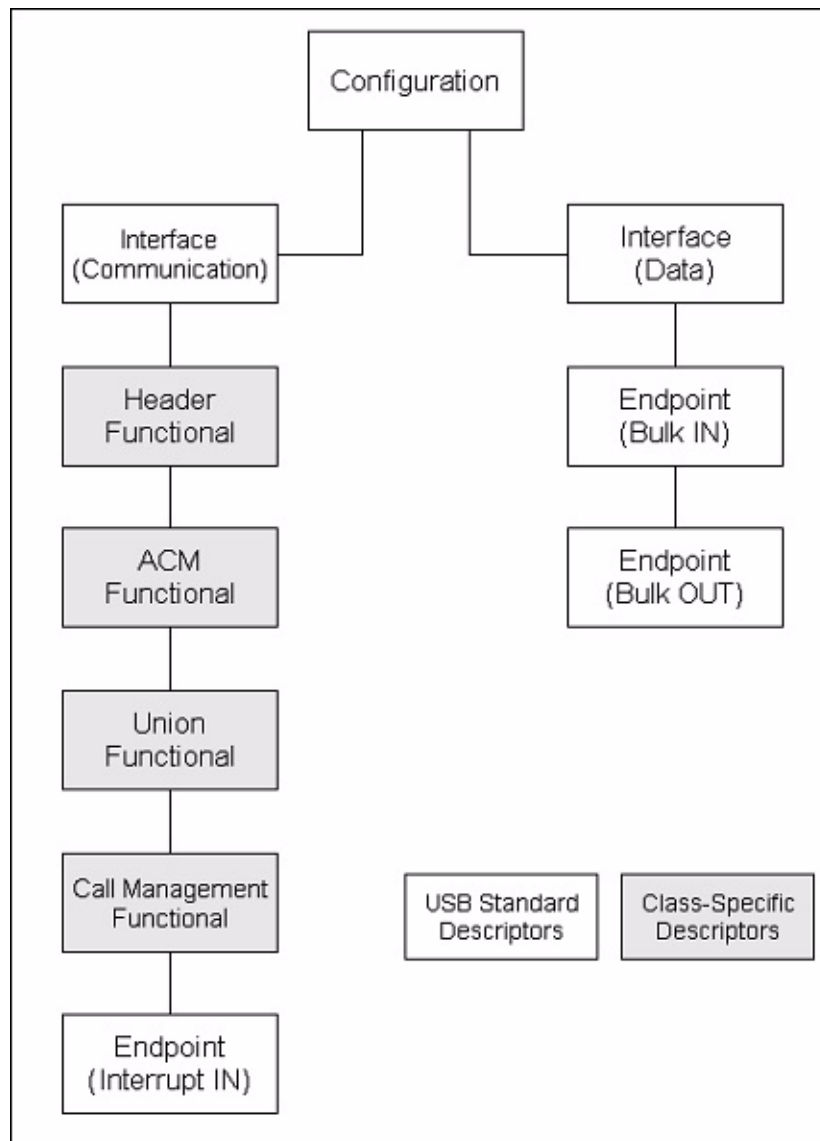 Configuration
Interface
(Communication)
Interface
(Data)
Header
Functional
Endpoint
(Bulk IN)
ACM
Functional
Endpoint
(Bulk OUT)
Union
Functional
Call Management
Functional
USB Standard
Descriptors
Class-Specific
Descriptors
Endpoint
(Interrupt IN)